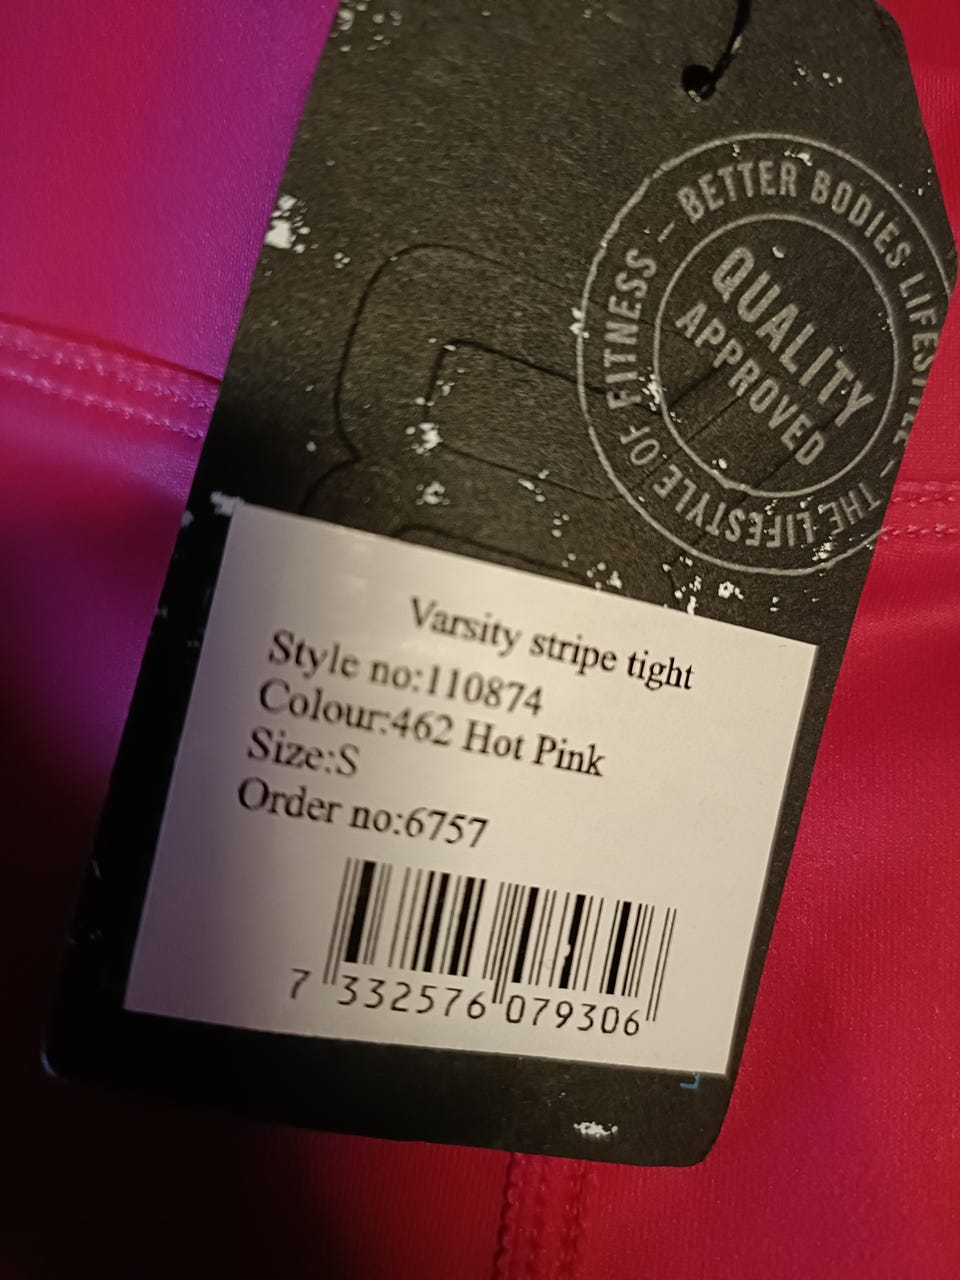 BETTER BODIES LIFESTYLE - THE LIFESTYLE OF FITNESS –
QUALITY
APPROVED
Varsity stripe tight
Style no:110874
Colour:462 Hot Pink
Size:S
Order no:6757
7 332576 079306